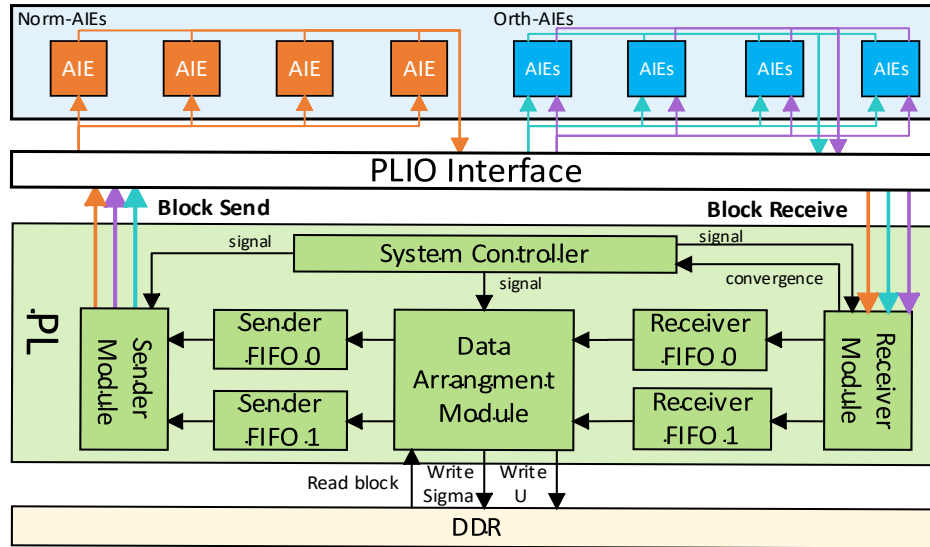 Norm-AIEs
Orth-AIEs
AIE
AIE
AIE
AIE
AIEs
AIEs
AIEs
AIEs
PLIO Interface
Block Send
Block Receive
signal
System Controller
signal
signal
convergence
PL
Sender
Module
Sender
FIFO 0
Sender
FIFO 1
Data
Arrangment
Module
Receiver
FIFO 0
Receiver
FIFO 1
Receiver
Module
Read block
Write
Sigma
Write
U
DDR